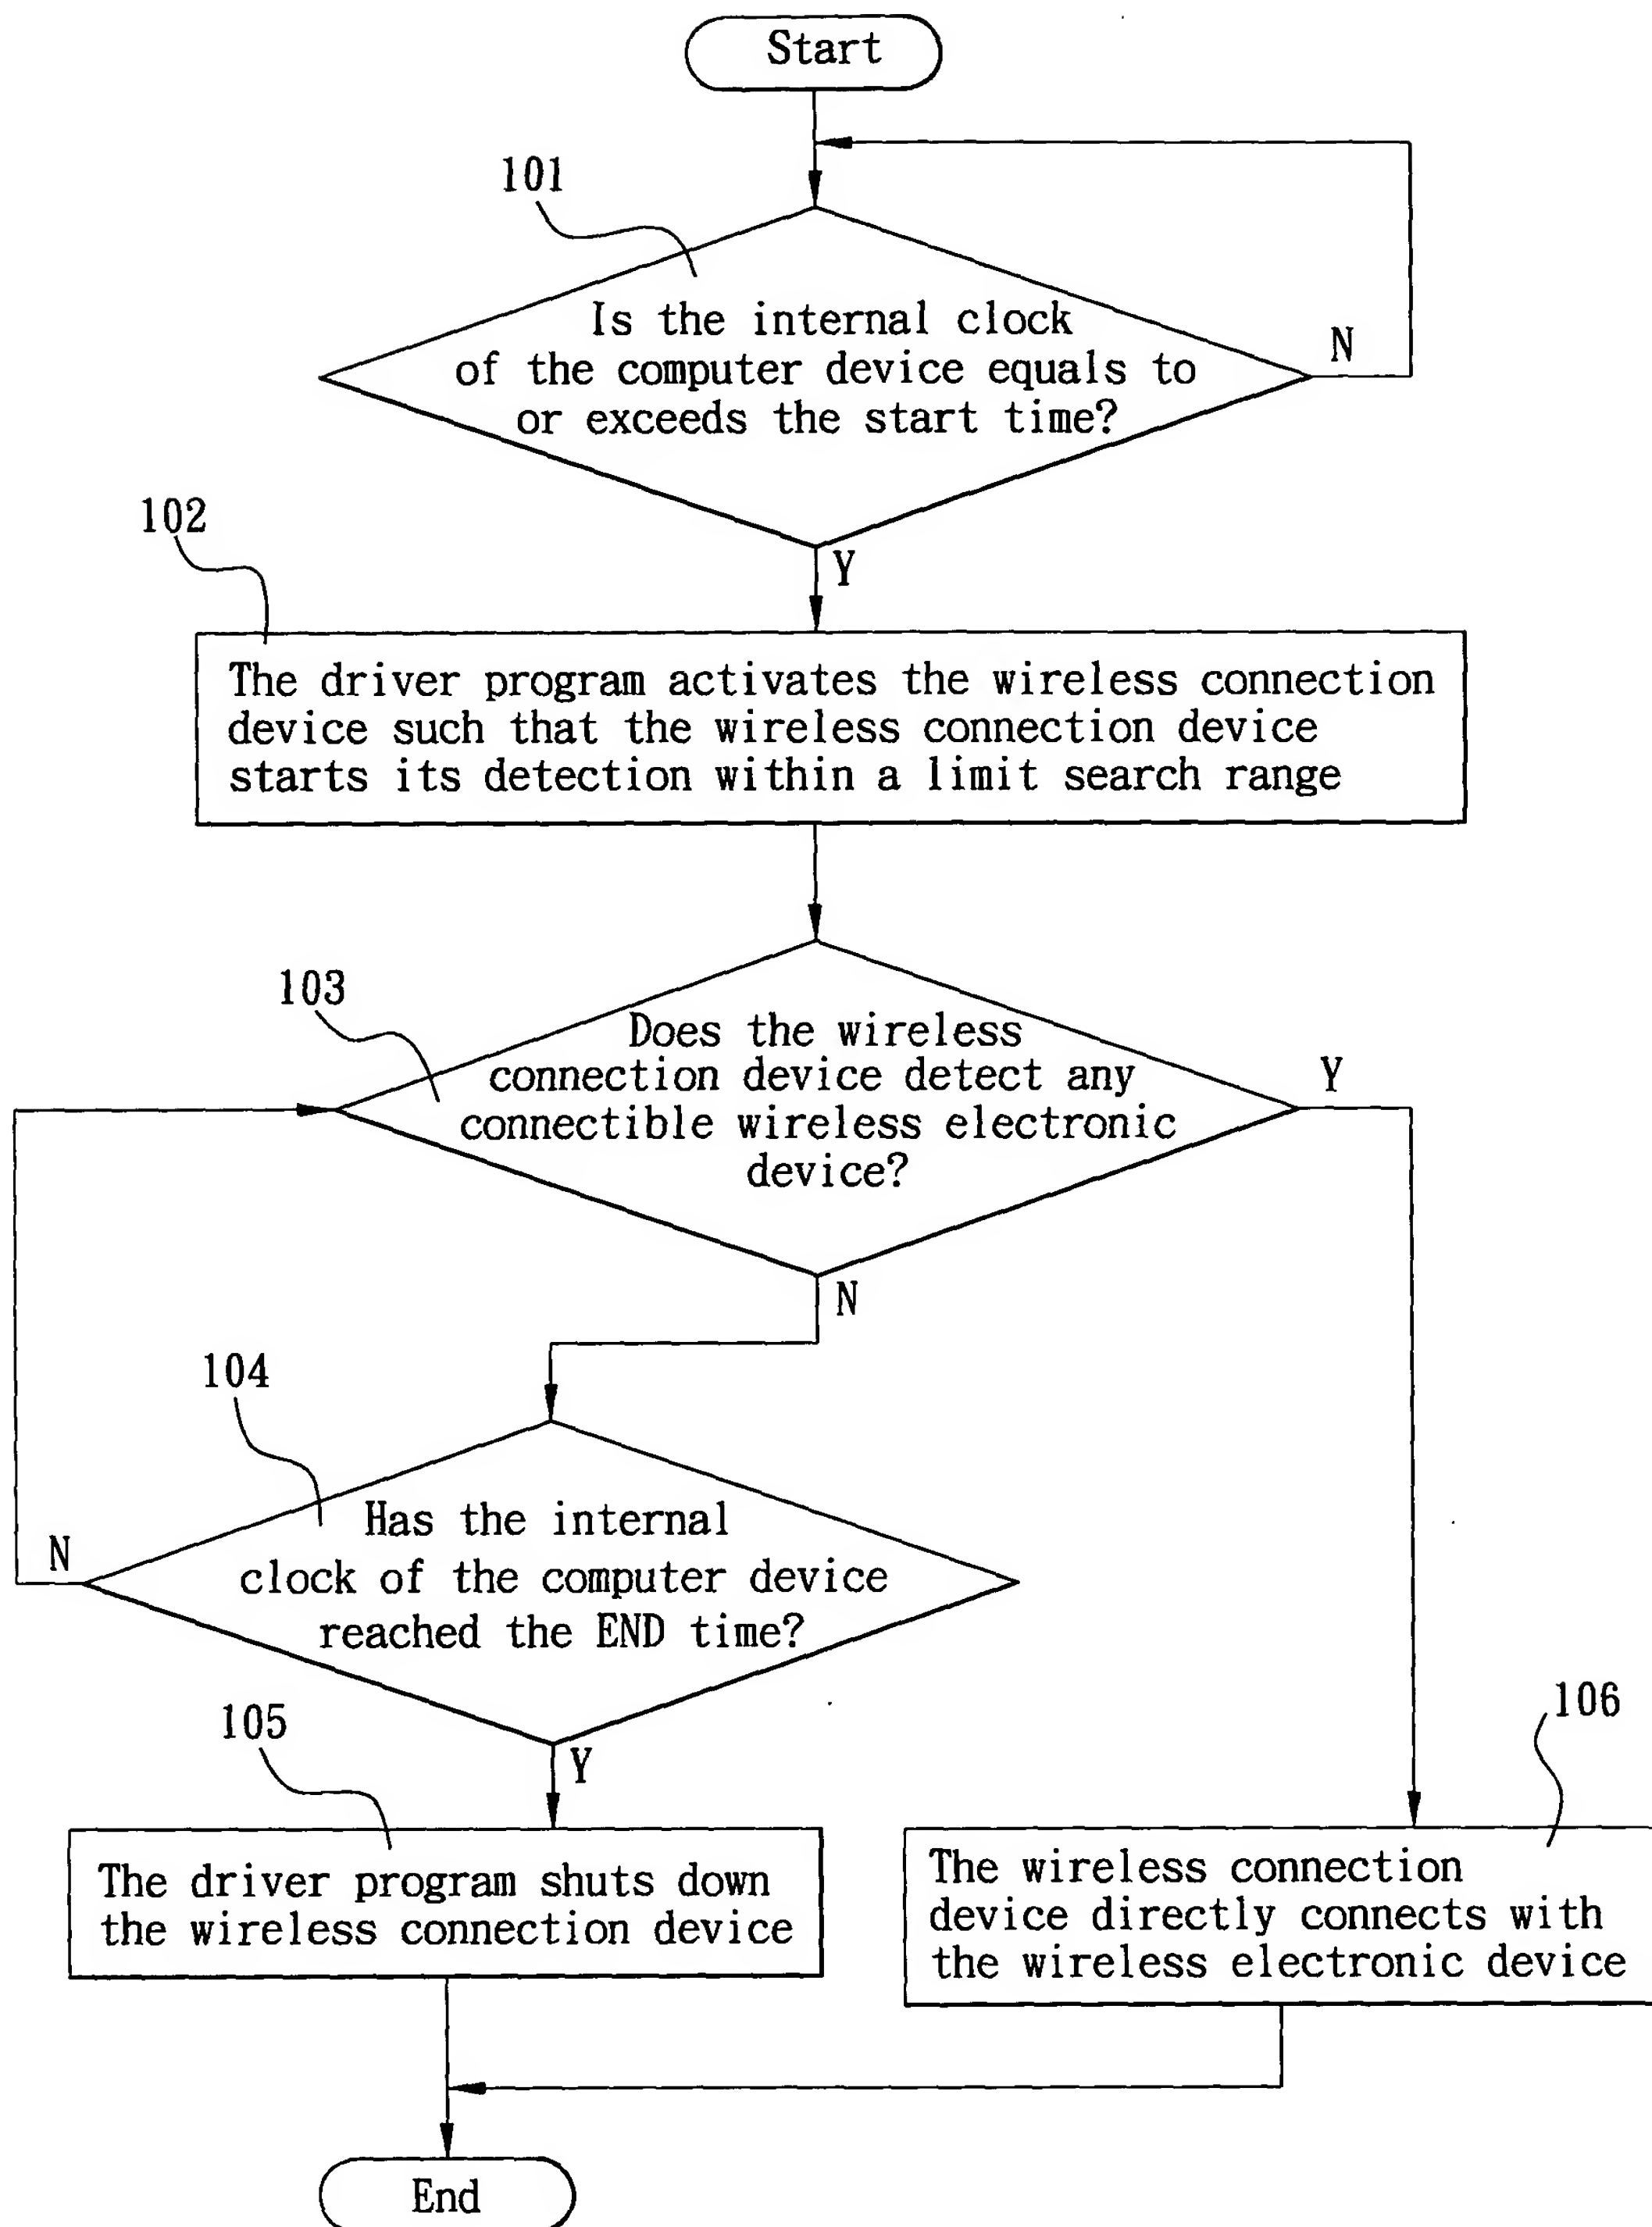 Start
101
Is the internal clock
of the computer device equals to
or exceeds the start time?
N
Y
102
The driver program activates the wireless connection
device such that the wireless connection device
starts its detection within a limit search range
103
Does the wireless
connection device detect any
connectible wireless electronic
device?
Y
N
104
Has the internal
clock of the computer device
reached the END time?
N
Y
105
The driver program shuts down
the wireless connection device
106
The wireless connection
device directly connects with
the wireless electronic device
End